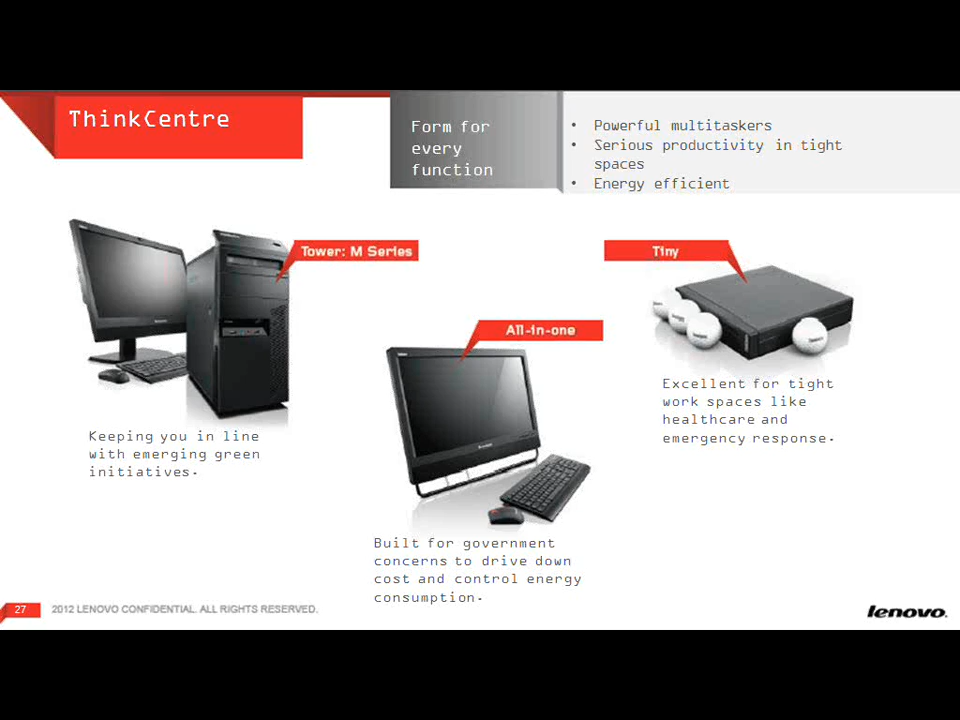 ThinkCentre
Form for
every
function
• Powerful multitaskers
• Serious productivity in tight
spaces
• Energy efficient
Tower: M Series
Tiny
All-in-one
Excellent for tight
work spaces like
healthcare and
emergency response.
Keeping you in line
with emerging green
initiatives.
Built for government
concerns to drive down
cost and control energy
consumption.
27
2012 LENOVO CONFIDENTIAL. ALL RIGHTS RESERVED.
lenovo.